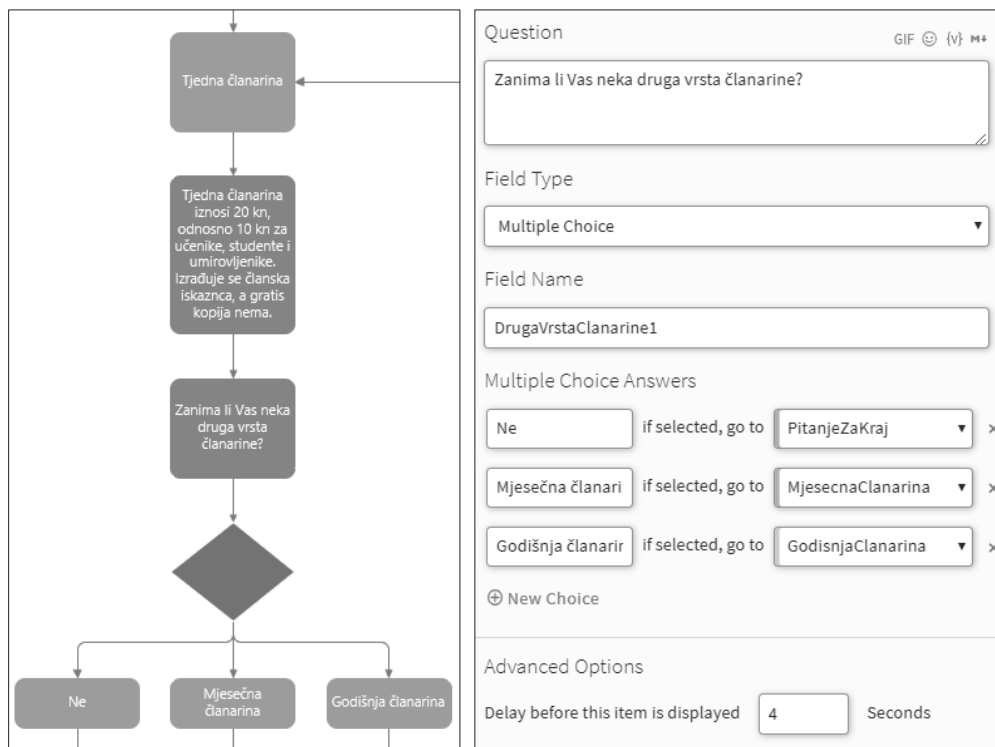 Tjedna članarina
Tjedna članarina
iznosi 20 kn,
odnosno 10 kn za
učenike, studente i
umirovljenike.
Izrađuje se članska
iskaznca, a gratis
kopija nema.
Zanima li Vas neka
druga vrsta
članarine?
Ne
Mjesečna
članarina
Godišnja članarina
Question
GIF {v} M+
Zanima li Vas neka druga vrsta članarine?
Field Type
Multiple Choice
Field Name
DrugaVrstaClanarine1
Multiple Choice Answers
Ne if selected, go to PitanjeZaKraj
Mjesečna članari if selected, go to MjesecnaClanarina
Godišnja članarir if selected, go to GodisnjaClanarina
New Choice
Advanced Options
Delay before this item is displayed 4 Seconds